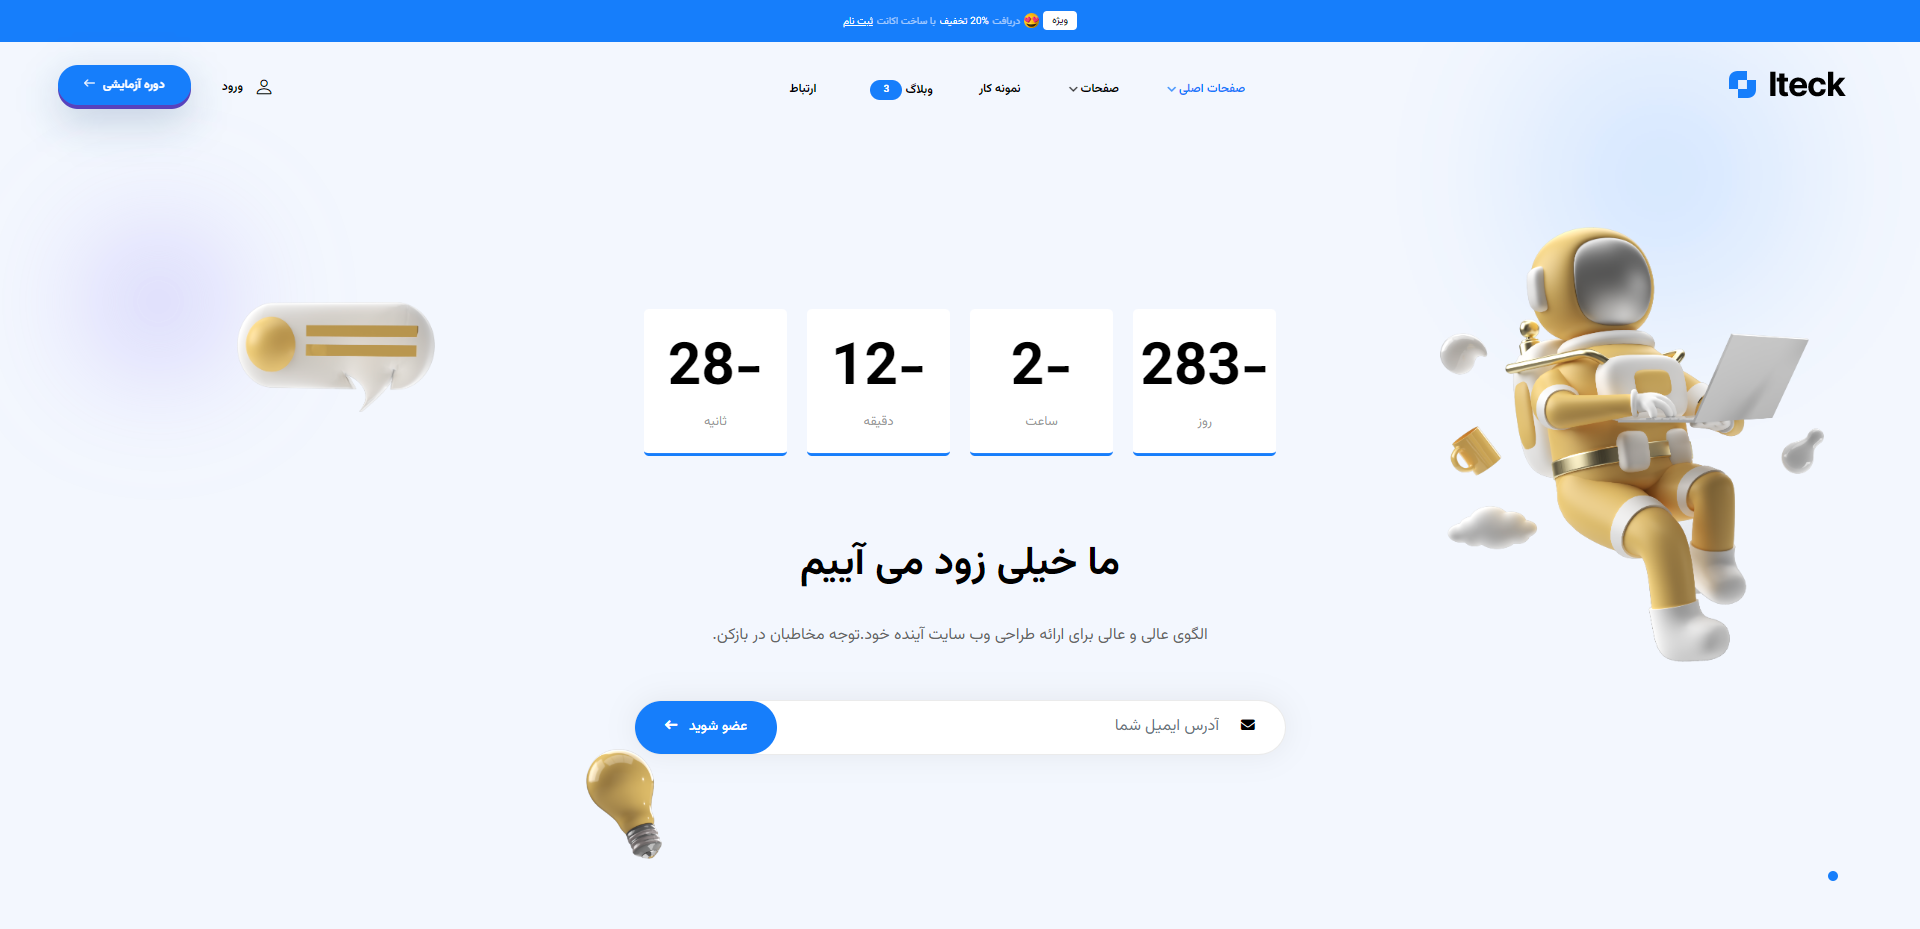 ویژه 😍 دریافت 20% تخفیف با ساخت اکانت ثبت نام
Iteck
صفحات اصلی
صفحات
نمونه کار
وبلاگ 3
ارتباط
ورود
دوره آزمایشی
-283
روز
-2
ساعت
-12
دقیقه
-28
ثانیه
ما خیلی زود می آییم
الگوی عالی و عالی برای ارائه طراحی وب سایت آینده خود.توجه مخاطبان در بازکن.
آدرس ایمیل شما
عضو شوید